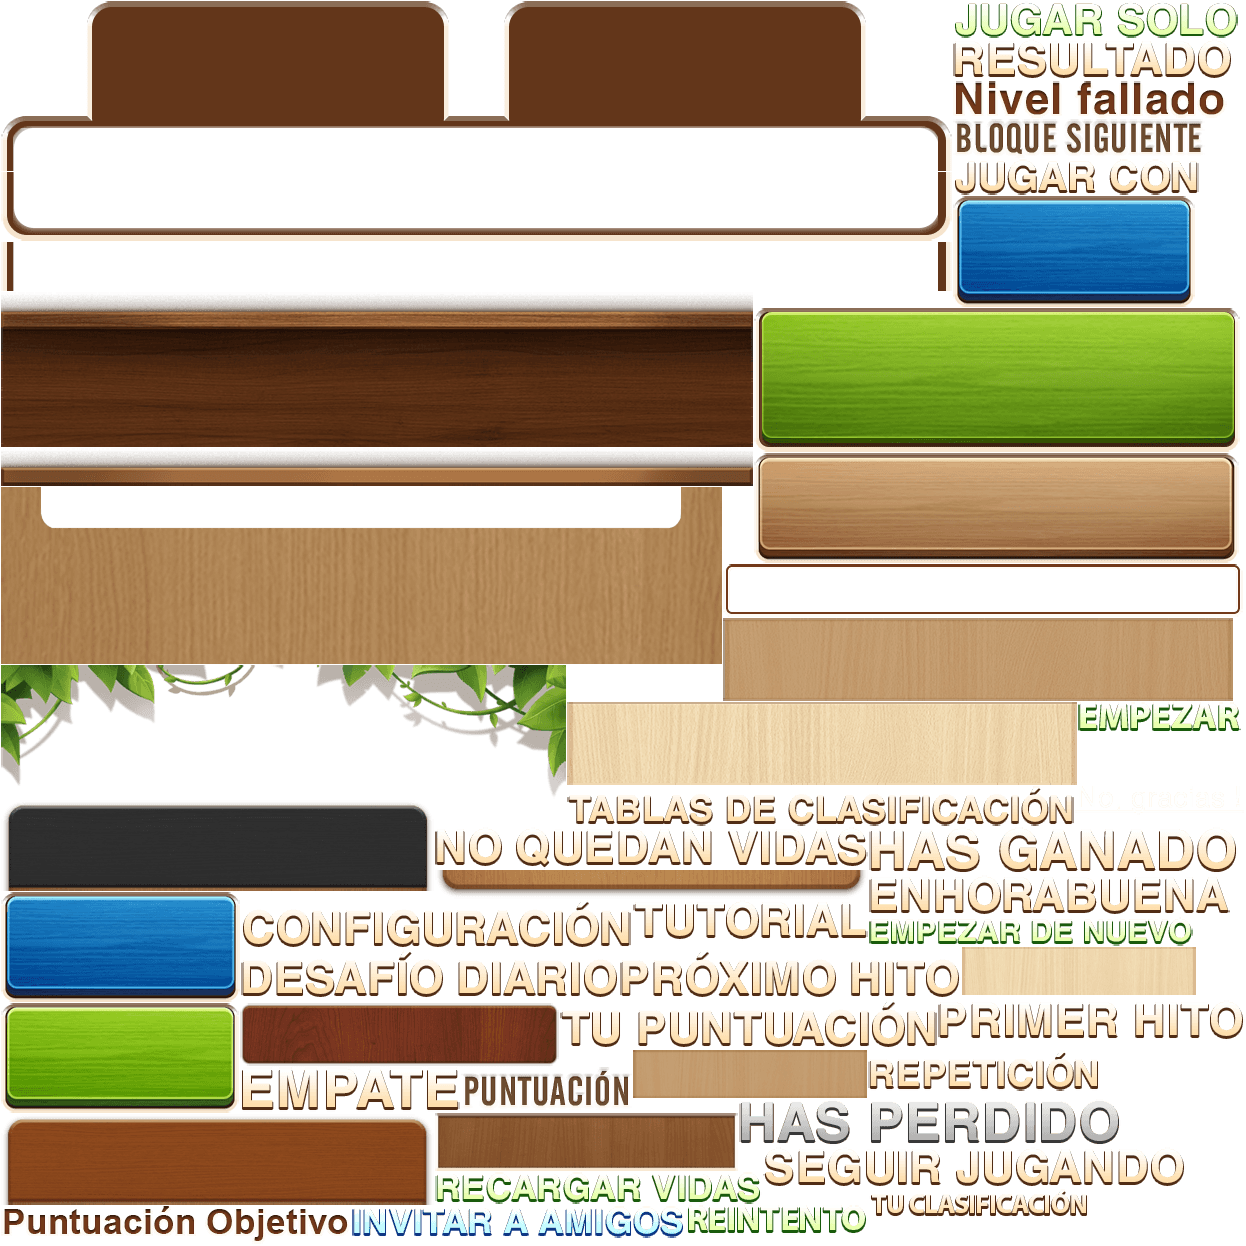 JUGAR SOLO
RESULTADO
Nivel fallado
BLOQUE SIGUIENTE
JUGAR CON
EMPEZAR
TABLAS DE CLASIFICACIÓN
NO QUEDAN VIDAS
HAS GANADO
ENHORABUENA
CONFIGURACIÓN
TUTORIAL
EMPEZAR DE NUEVO
DESAFÍO DIARIO
PRÓXIMO HITO
TU PUNTUACIÓN
PRIMER HITO
EMPATE
PUNTUACIÓN
REPETICIÓN
HAS PERDIDO
SEGUIR JUGANDO
RECARGAR VIDAS
TU CLASIFICACIÓN
Puntuación Objetivo
INVITAR A AMIGOS
REINTENTO